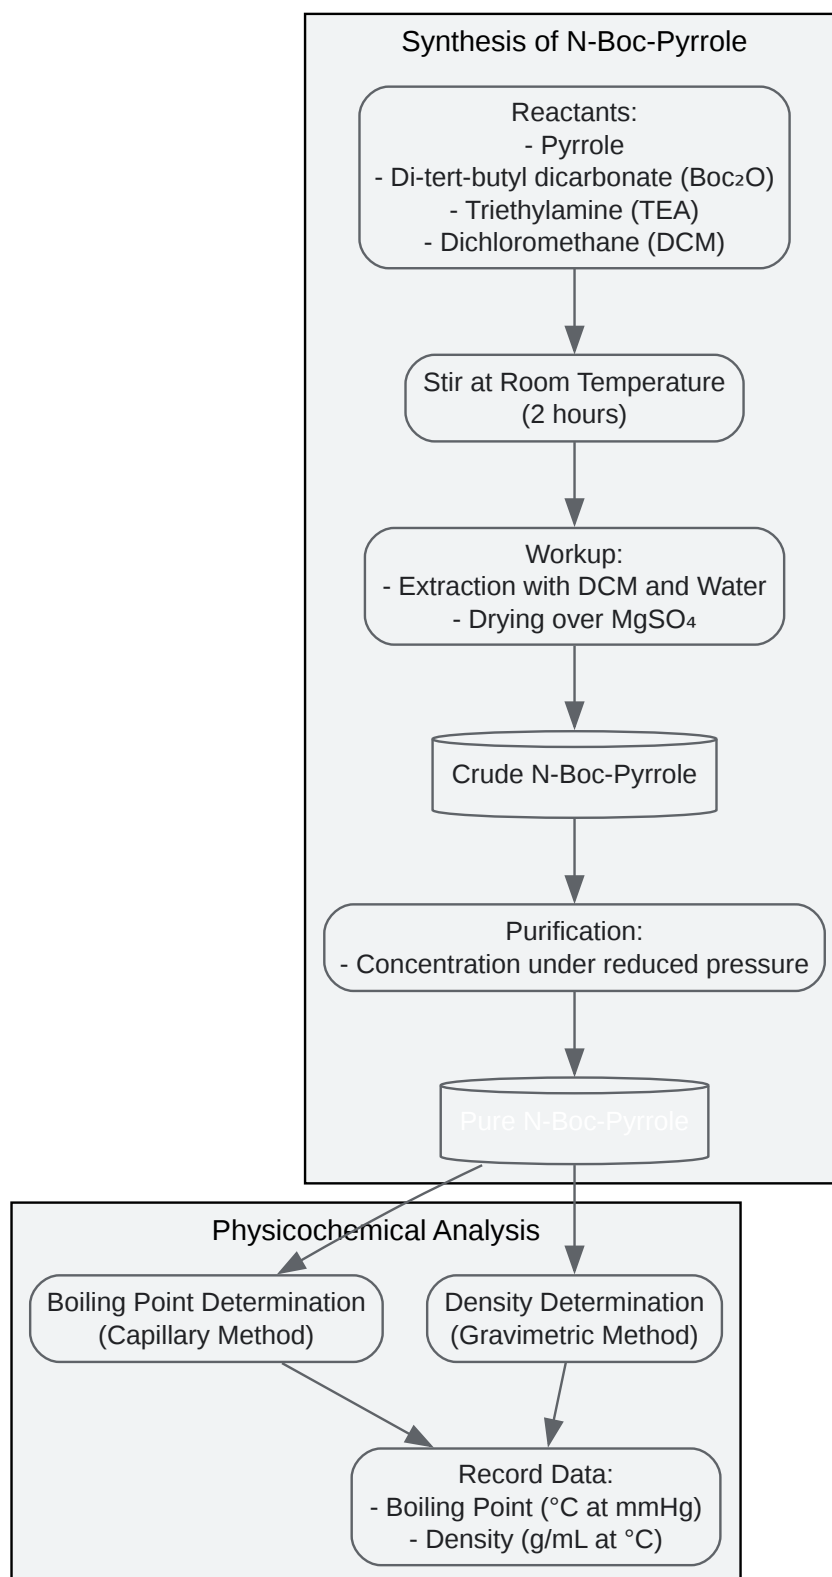 Synthesis of N-Boc-Pyrrole
Reactants:
- Pyrrole
- Di-tert-butyl dicarbonate (Boc₂O)
- Triethylamine (TEA)
- Dichloromethane (DCM)
Stir at Room Temperature
(2 hours)
Workup:
- Extraction with DCM and Water
- Drying over MgSO₄
Crude N-Boc-Pyrrole
Purification:
- Concentration under reduced pressure
Pure N-Boc-Pyrrole
Physicochemical Analysis
Boiling Point Determination
(Capillary Method)
Density Determination
(Gravimetric Method)
Record Data:
- Boiling Point (°C at mmHg)
- Density (g/mL at °C)